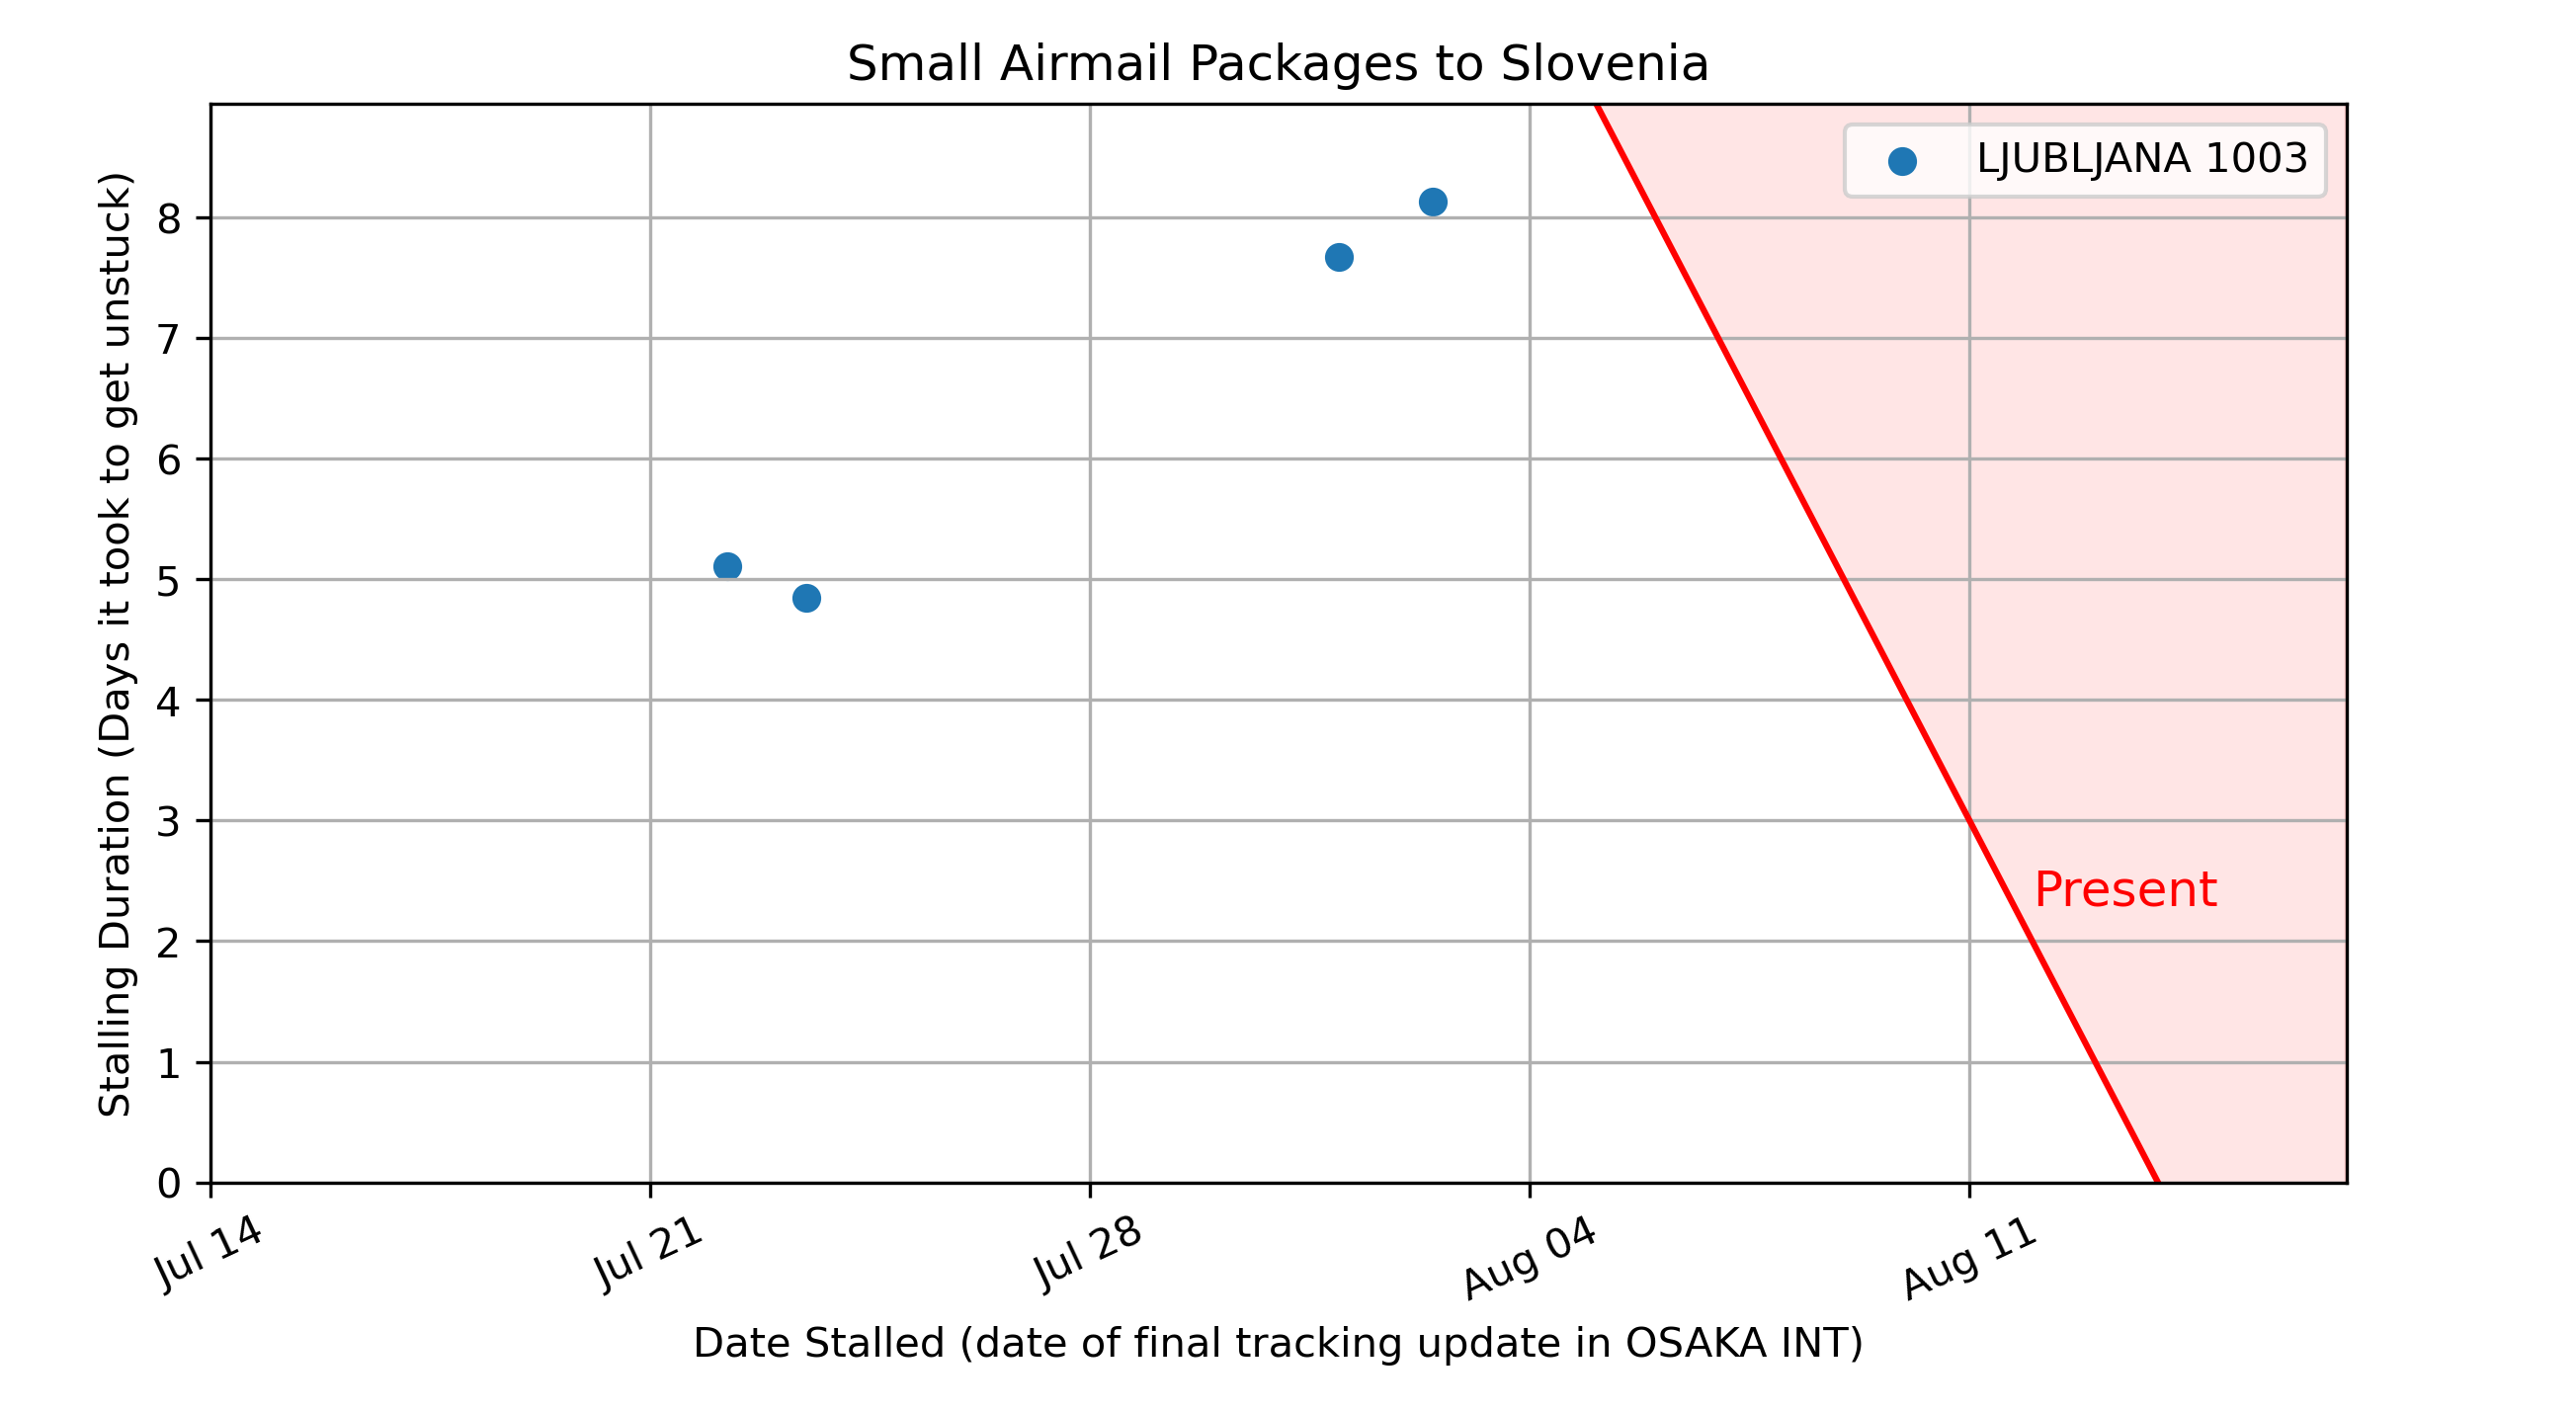 Small Airmail Packages to Slovenia
LJUBLJANA 1003
Stalling Duration (Days it took to get unstuck)
8
7
6
5
4
3
2
1
0
Present
Jul 14
Jul 21
Jul 28
Aug 04
Aug 11
Date Stalled (date of final tracking update in OSAKA INT)